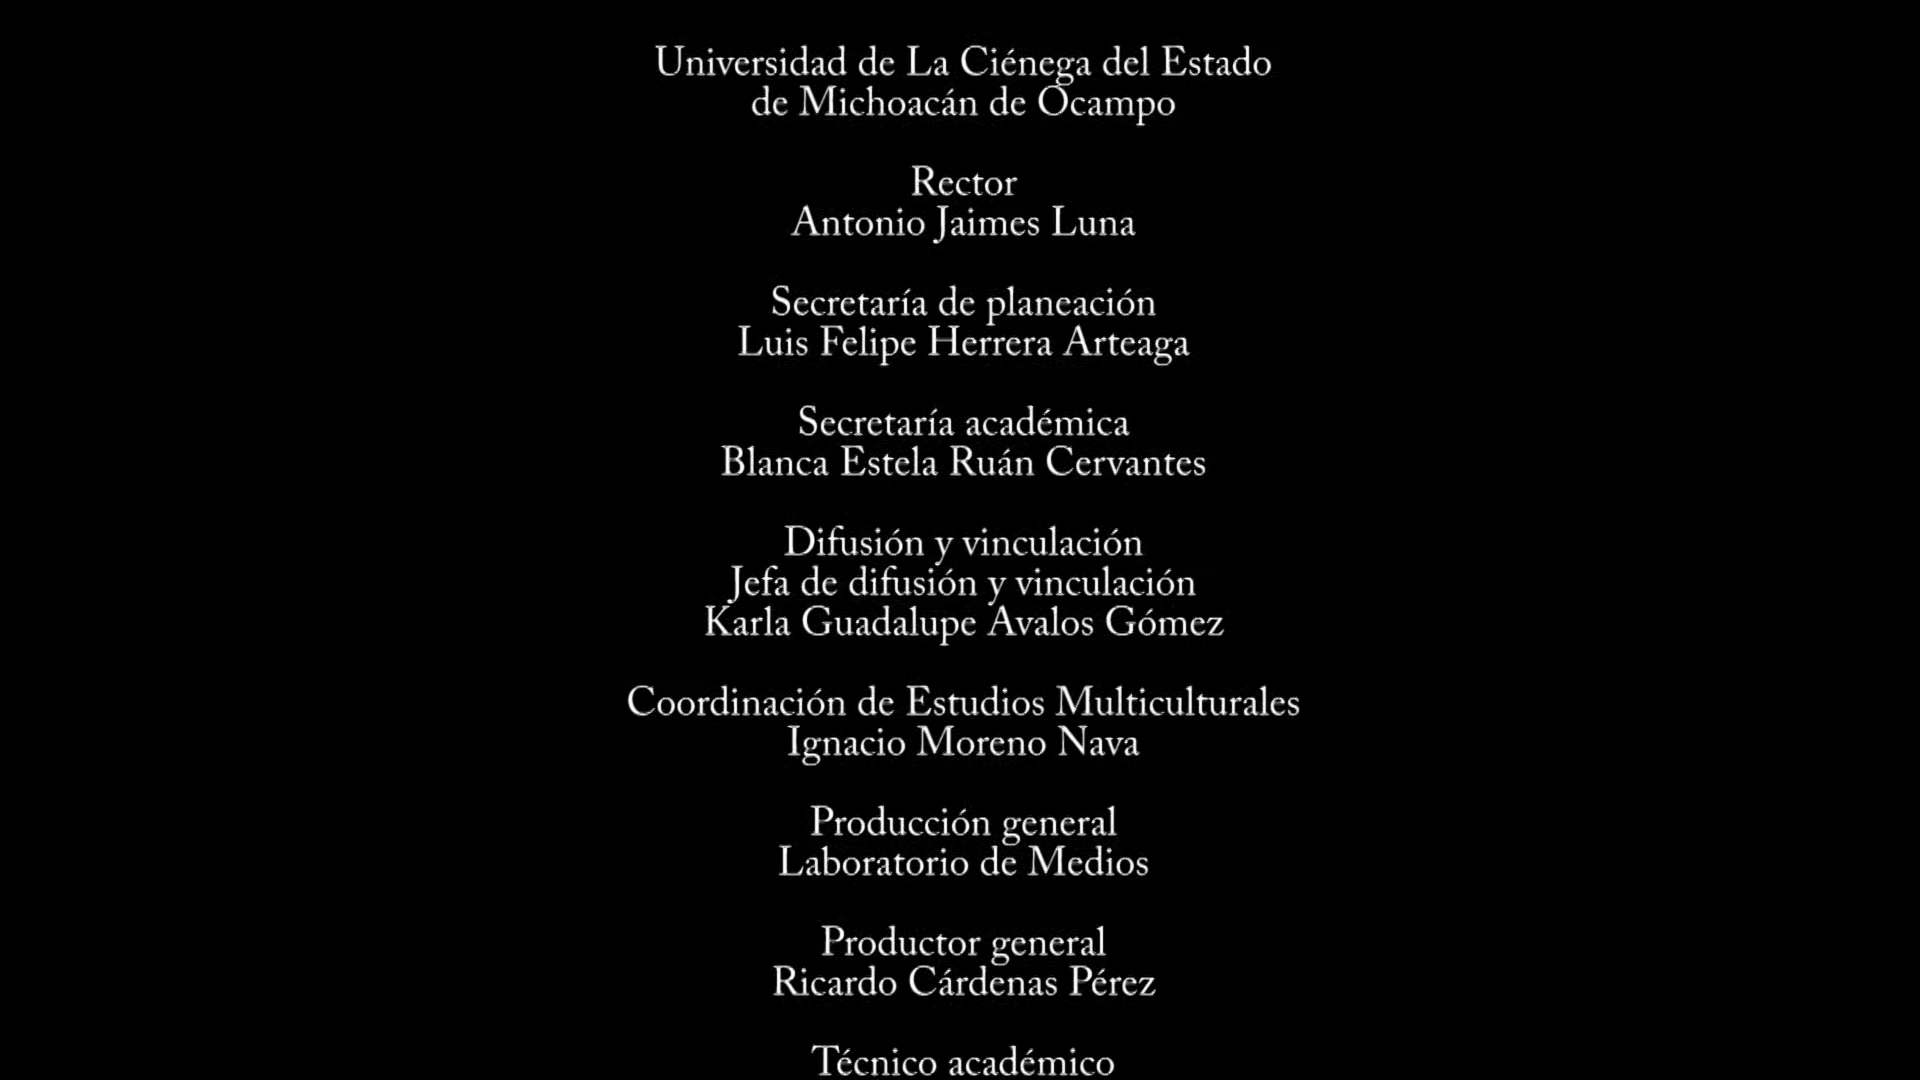 Universidad de La Ciénega del Estado
de Michoacán de Ocampo
Rector
Antonio Jaimes Luna
Secretaría de planeación
Luis Felipe Herrera Arteaga
Secretaría académica
Blanca Estela Ruán Cervantes
Difusión y vinculación
Jefa de difusión y vinculación
Karla Guadalupe Avalos Gómez
Coordinación de Estudios Multiculturales
Ignacio Moreno Nava
Producción general
Laboratorio de Medios
Productor general
Ricardo Cárdenas Pérez
Técnico académico